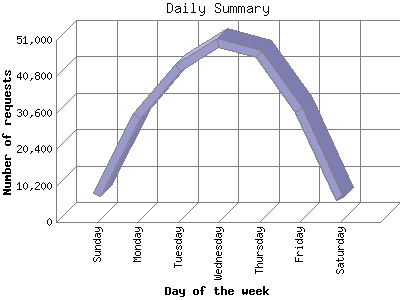 Daily Summary
Number of requests
51,000
40,800
30,600
20,400
10,200
0
Sunday
Monday
Tuesday
Wednesday
Thursday
Friday
Saturday
Day of the week